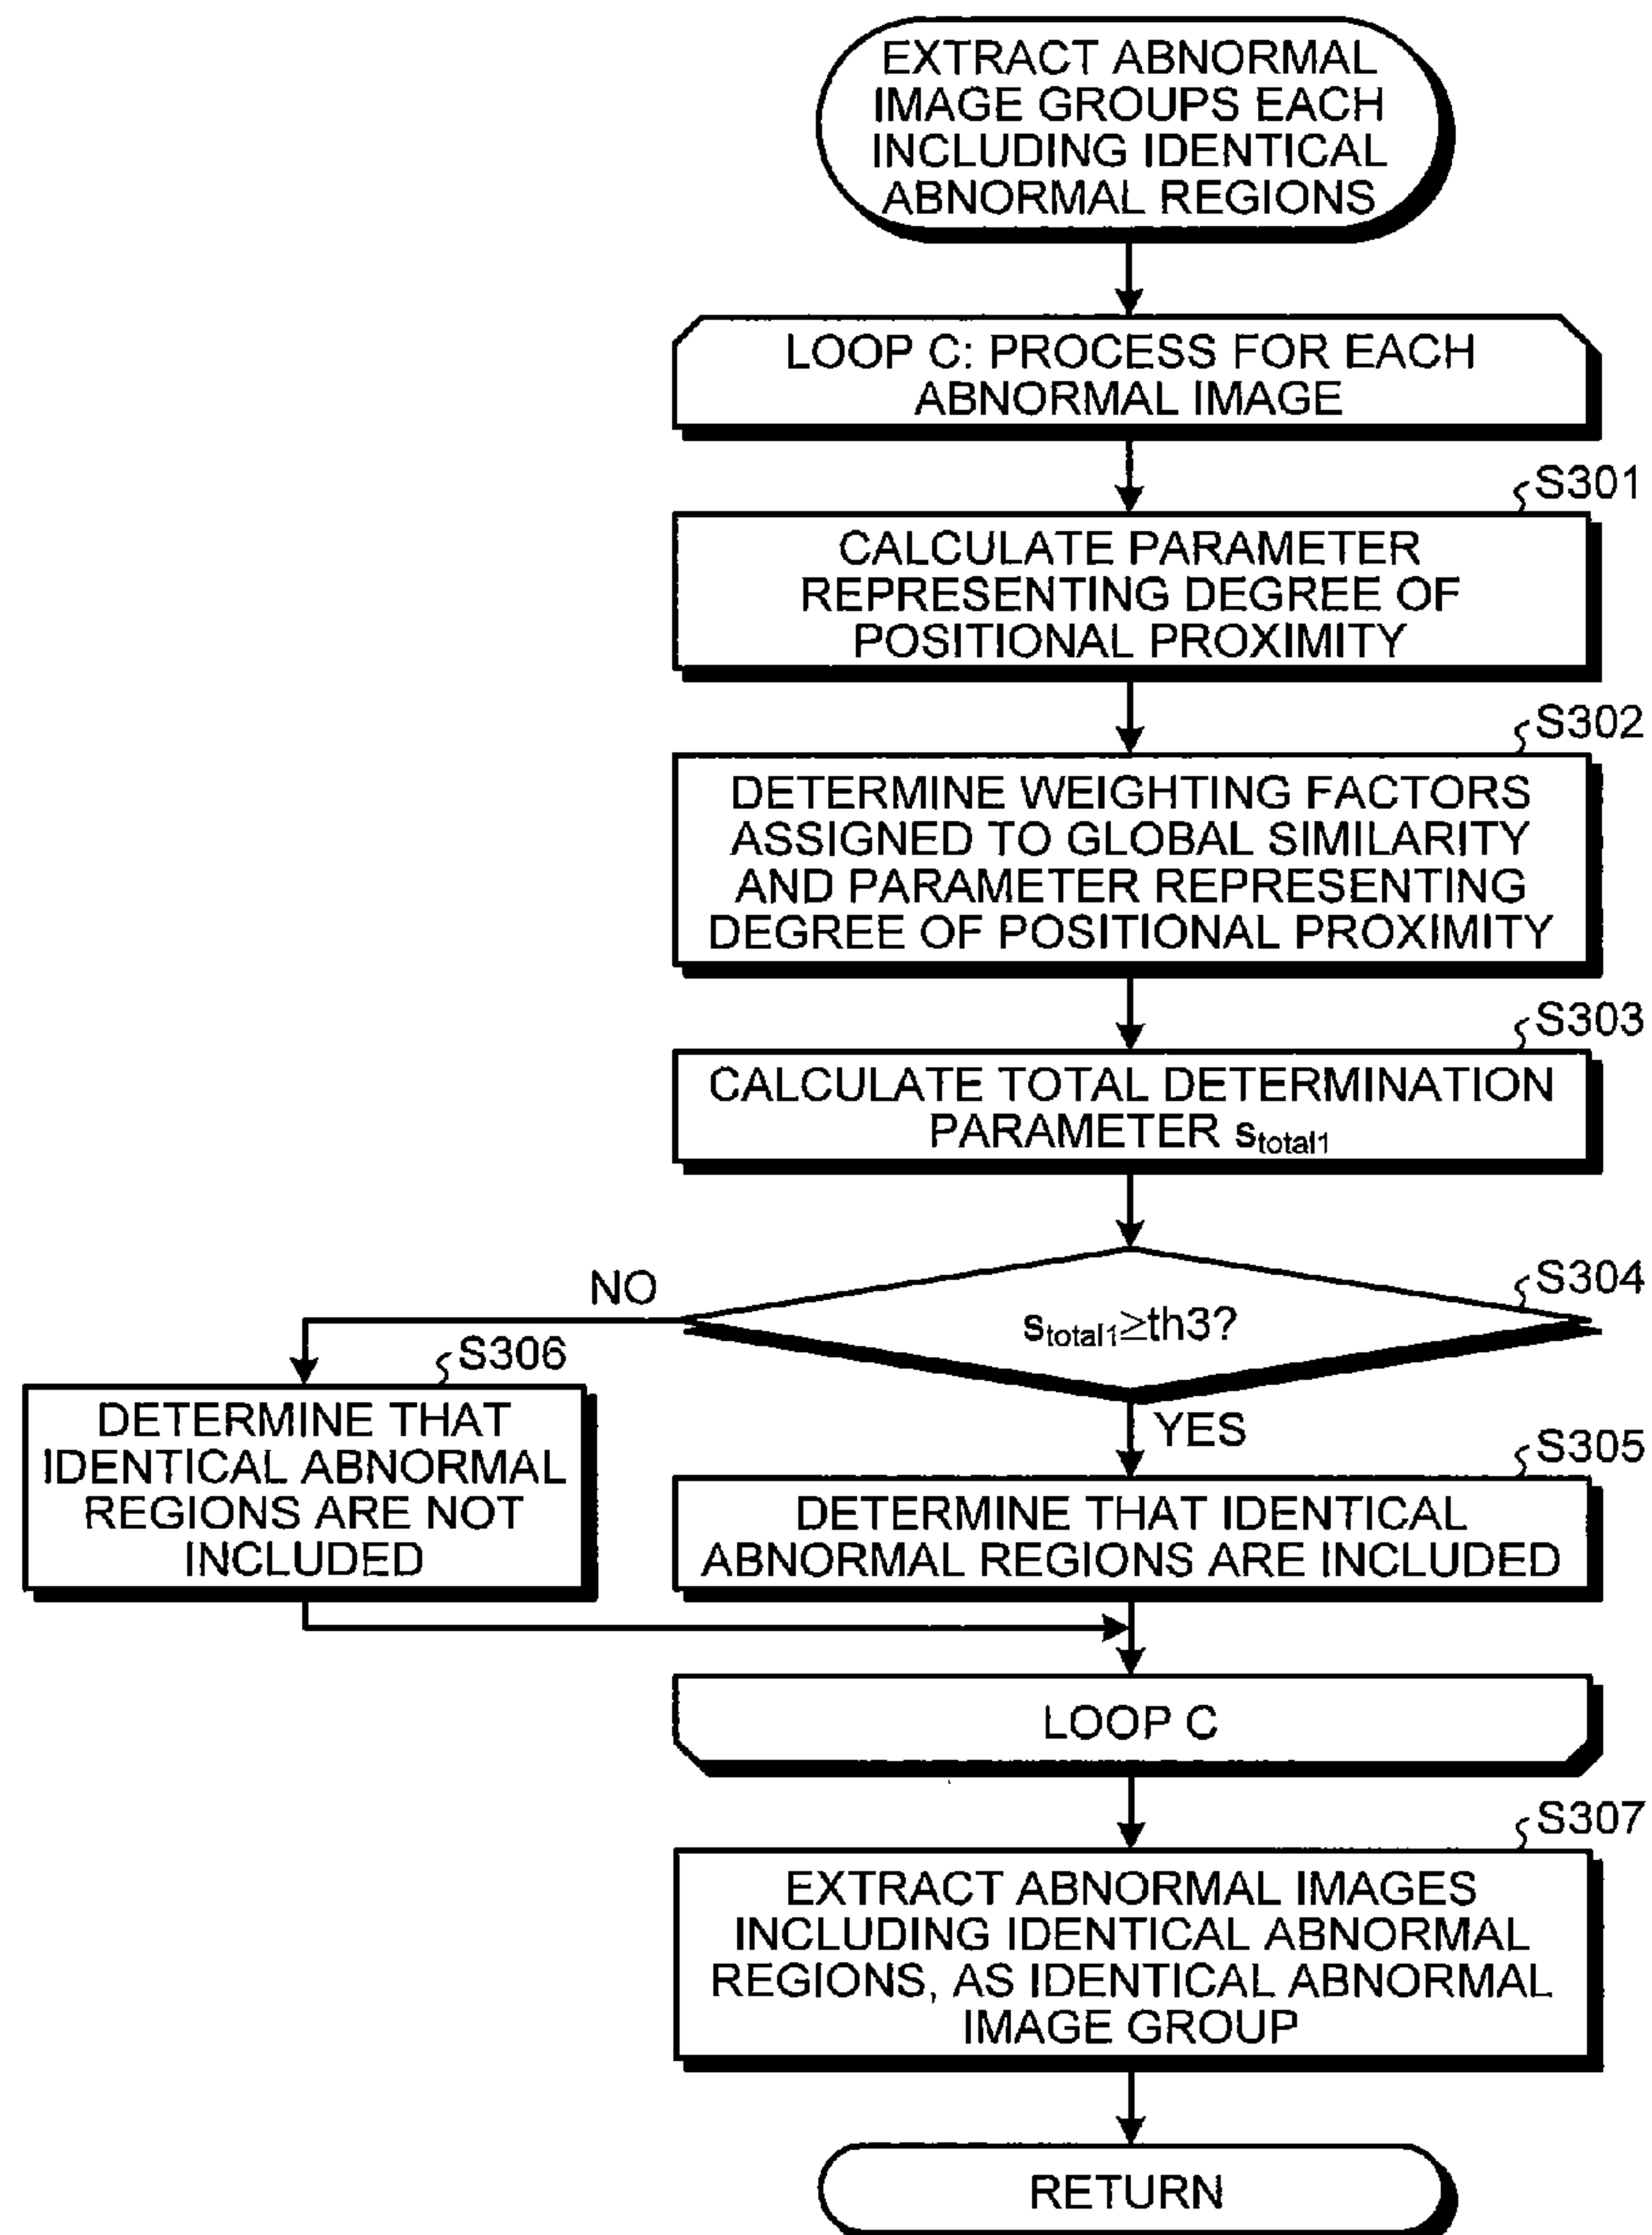 EXTRACT ABNORMAL
IMAGE GROUPS EACH
INCLUDING IDENTICAL
ABNORMAL REGIONS
LOOP C: PROCESS FOR EACH
ABNORMAL IMAGE
S301
CALCULATE PARAMETER
REPRESENTING DEGREE OF
POSITIONAL PROXIMITY
S302
DETERMINE WEIGHTING FACTORS
ASSIGNED TO GLOBAL SIMILARITY
AND PARAMETER REPRESENTING
DEGREE OF POSITIONAL PROXIMITY
S303
CALCULATE TOTAL DETERMINATION
PARAMETER stotal1
S304
stotal1≥th3?
NO
S306
DETERMINE THAT
IDENTICAL ABNORMAL
REGIONS ARE NOT
INCLUDED
YES
S305
DETERMINE THAT IDENTICAL
ABNORMAL REGIONS ARE INCLUDED
LOOP C
S307
EXTRACT ABNORMAL IMAGES
INCLUDING IDENTICAL ABNORMAL
REGIONS, AS IDENTICAL ABNORMAL
IMAGE GROUP
RETURN